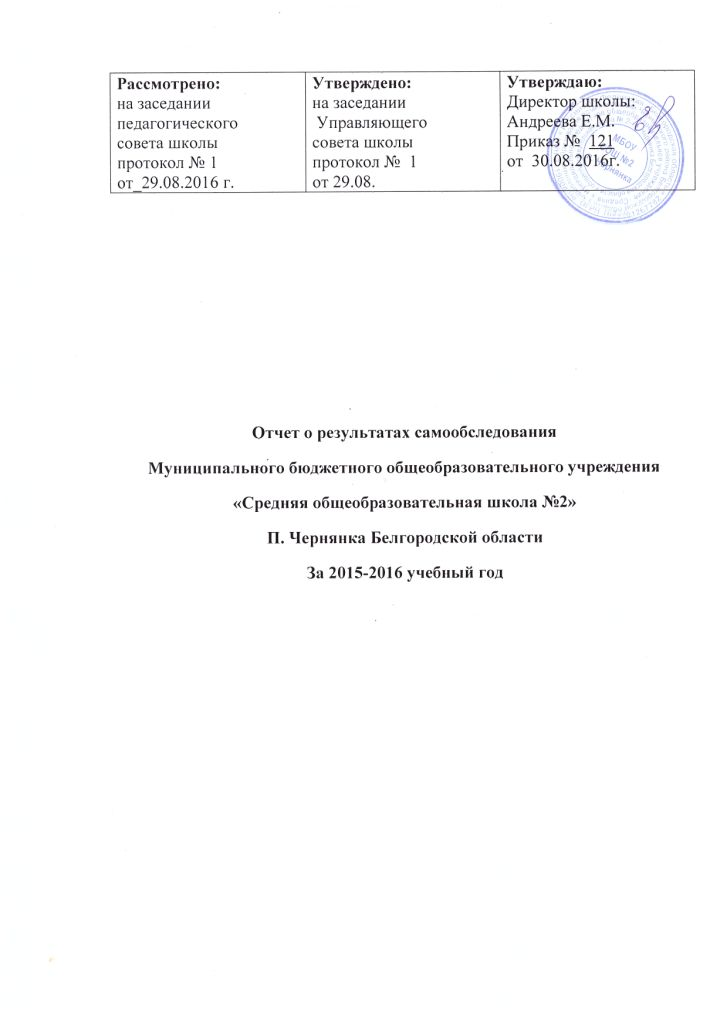 Рассмотрено:
на заседании
педагогического
совета школы
протокол № 1
от_29.08.2016 г.
Утверждено:
на заседании
Управляющего
совета школы
протокол № 1
от 29.08.
Утверждаю:
Директор школы:
Андреева Е.М.
Приказ № 121
от 30.08.2016г.
МБОУ
№2
Отчет о результатах самообследования
Муниципального бюджетного общеобразовательного учреждения
«Средняя общеобразовательная школа №2»
П. Чернянка Белгородской области
За 2015-2016 учебный год